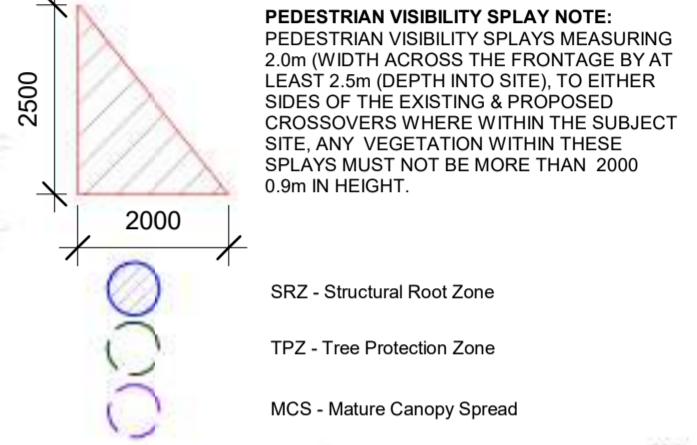 PEDESTRIAN VISIBILITY SPLAY NOTE:
PEDESTRIAN VISIBILITY SPLAYS MEASURING
2.0m (WIDTH ACROSS THE FRONTAGE BY AT
LEAST 2.5m (DEPTH INTO SITE), TO EITHER
SIDES OF THE EXISTING & PROPOSED
CROSSOVERS WHERE WITHIN THE SUBJECT
SITE, ANY VEGETATION WITHIN THESE
SPLAYS MUST NOT BE MORE THAN 2000
0.9m IN HEIGHT.
2500
2000
SRZ - Structural Root Zone
TPZ - Tree Protection Zone
MCS - Mature Canopy Spread